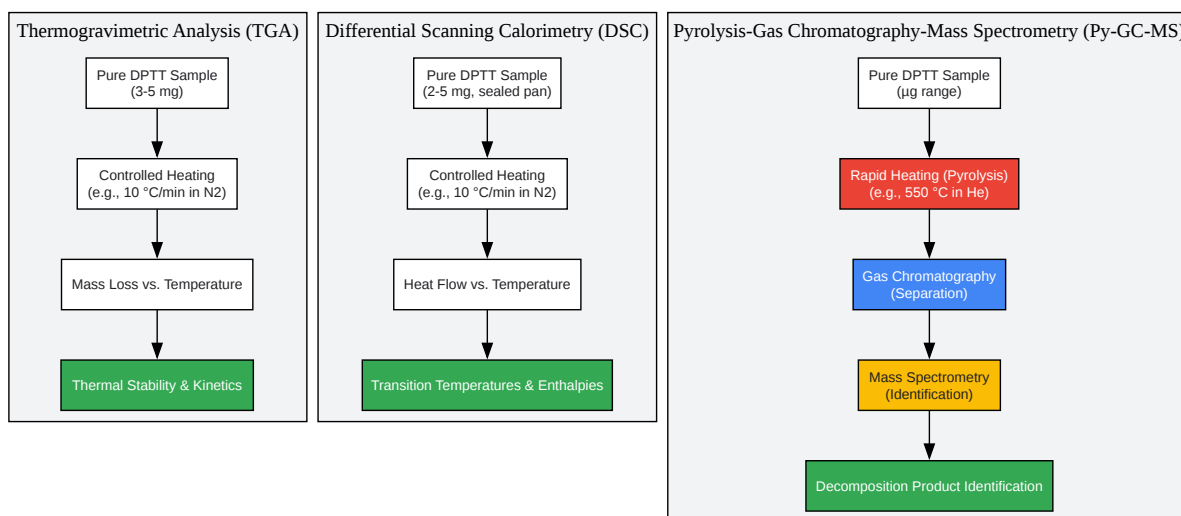 Thermogravimetric Analysis (TGA)
Pure DPTT Sample
(3-5 mg)
Controlled Heating
(e.g., 10 °C/min in N2)
Mass Loss vs. Temperature
Thermal Stability & Kinetics
Differential Scanning Calorimetry (DSC)
Pure DPTT Sample
(2-5 mg, sealed pan)
Controlled Heating
(e.g., 10 °C/min in N2)
Heat Flow vs. Temperature
Transition Temperatures & Enthalpies
Pyrolysis-Gas Chromatography-Mass Spectrometry (Py-GC-MS)
Pure DPTT Sample
(µg range)
Rapid Heating (Pyrolysis)
(e.g., 550 °C in He)
Gas Chromatography
(Separation)
Mass Spectrometry
(Identification)
Decomposition Product Identification